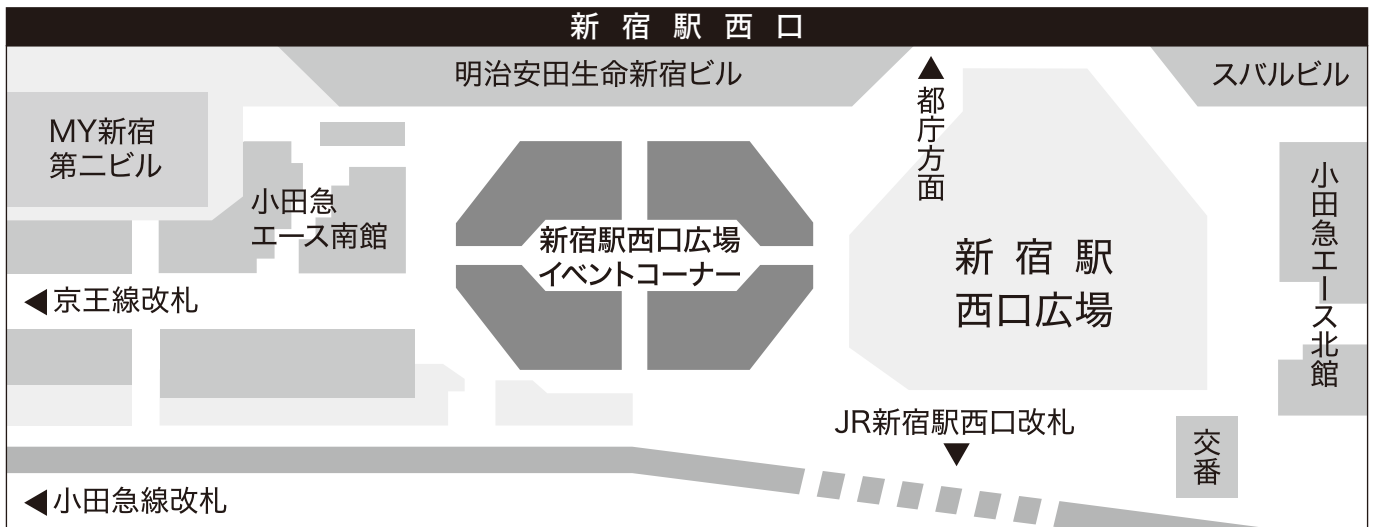 新宿駅西口
明治安田生命新宿ビル
スバルビル
▲都庁方面
MY新宿
第二ビル
小田急
エース南館
新宿駅西口広場
イベントコーナー
新宿駅
西口広場
小田急エース北館
◀京王線改札
JR新宿駅西口改札
▼
交番
◀小田急線改札